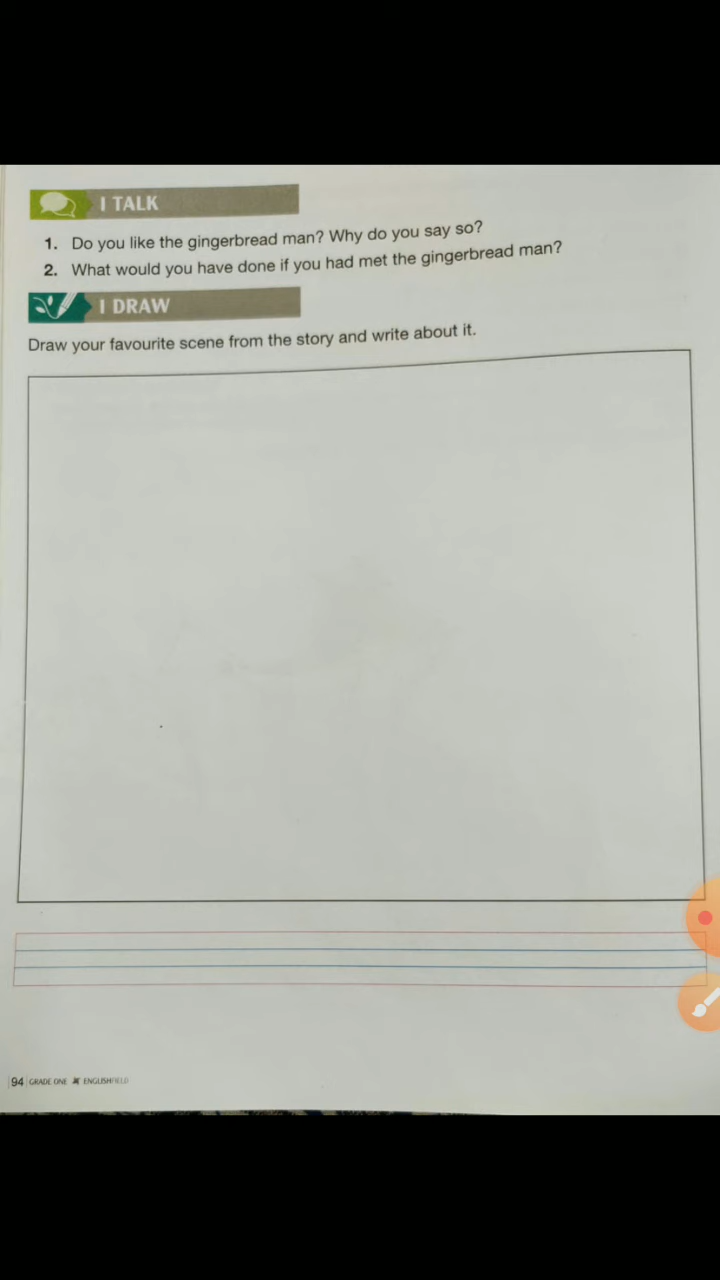 I TALK
1. Do you like the gingerbread man? Why do you say so?
2. What would you have done if you had met the gingerbread man?
I DRAW
Draw your favourite scene from the story and write about it.
94 GRADE ONE ENGLISHFIELD